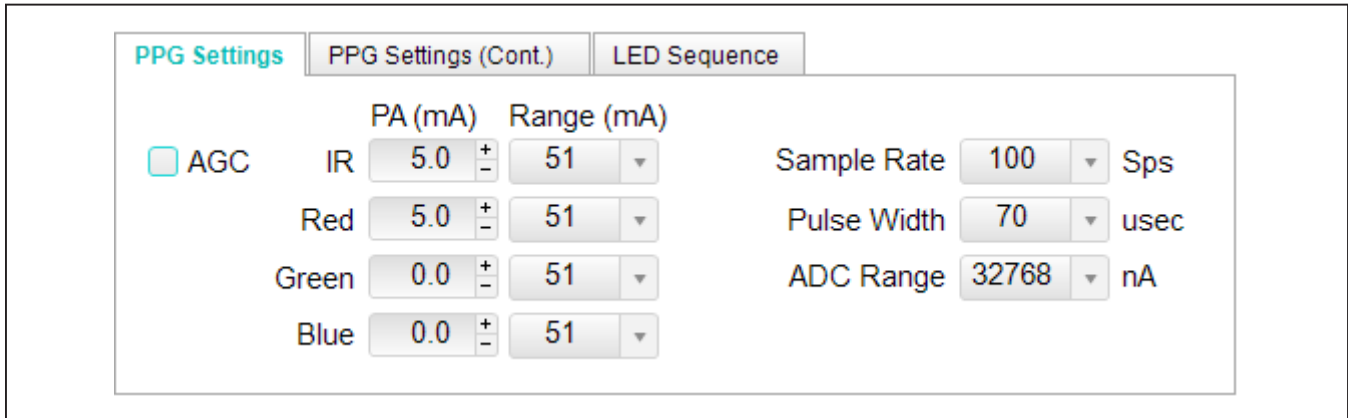 PPG Settings PPG Settings (Cont.) LED Sequence
PA (mA) Range (mA)
AGC IR 5.0 + - 51 Sample Rate 100 Sps
Red 5.0 + - 51 Pulse Width 70 usec
Green 0.0 + - 51 ADC Range 32768 nA
Blue 0.0 + - 51